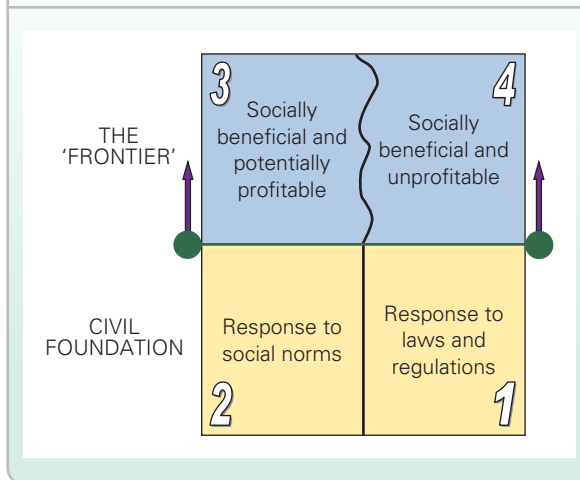 3
Socially
beneficial and
potentially
profitable
4
Socially
beneficial and
unprofitable
THE
'FRONTIER'
CIVIL
FOUNDATION
Response to
social norms
2
Response to
laws and
regulations
1